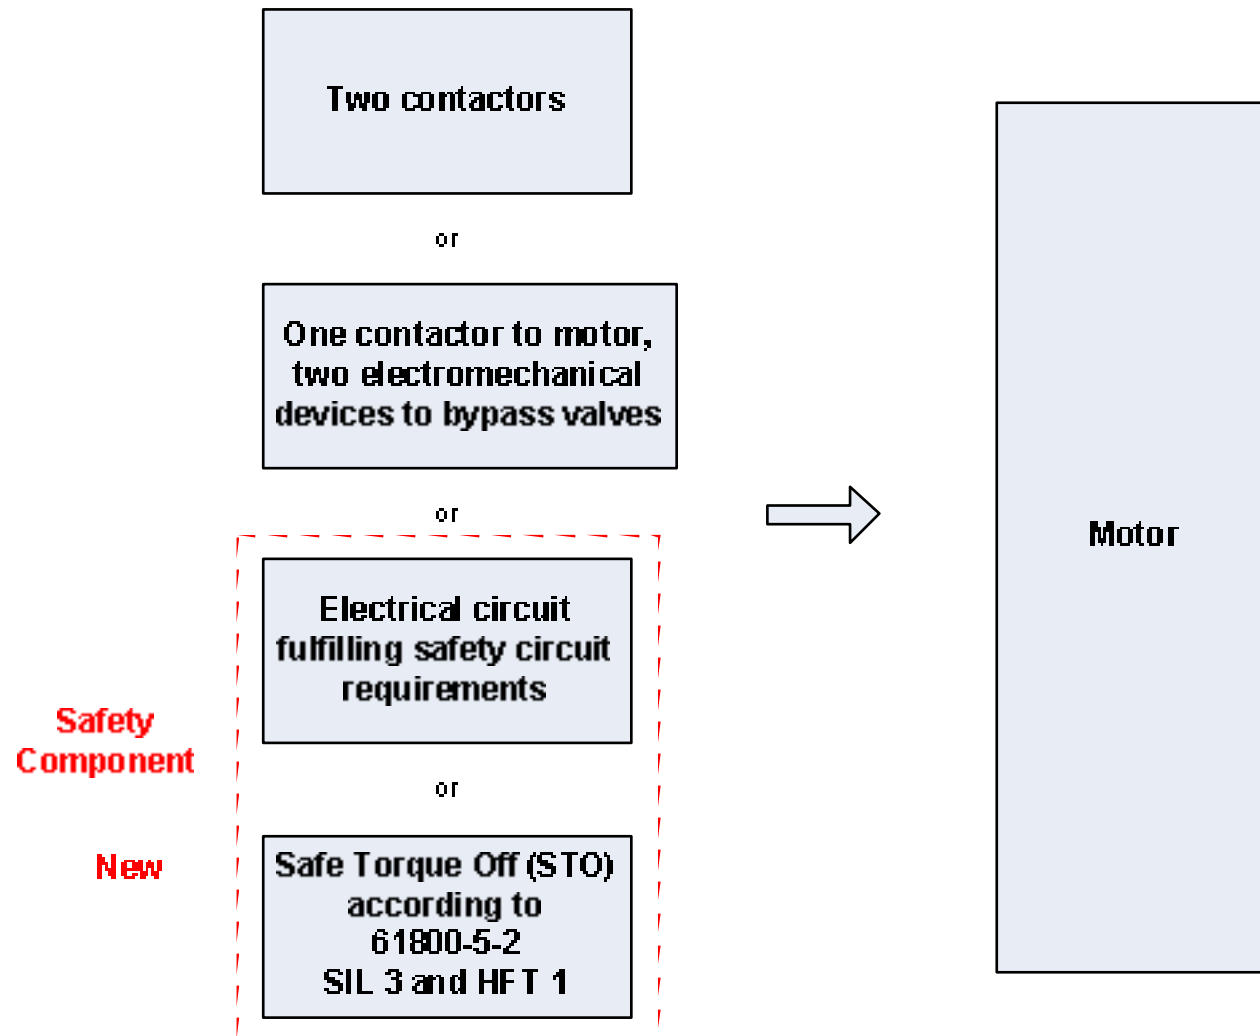 Two contactors
or
One contactor to motor,
two electromechanical
devices to bypass valves
or
Electrical circuit
fulfilling safety circuit
requirements
Safety
Component
or
New
Safe Torque Off (STO)
according to
61800-5-2
SIL 3 and HFT 1
Motor